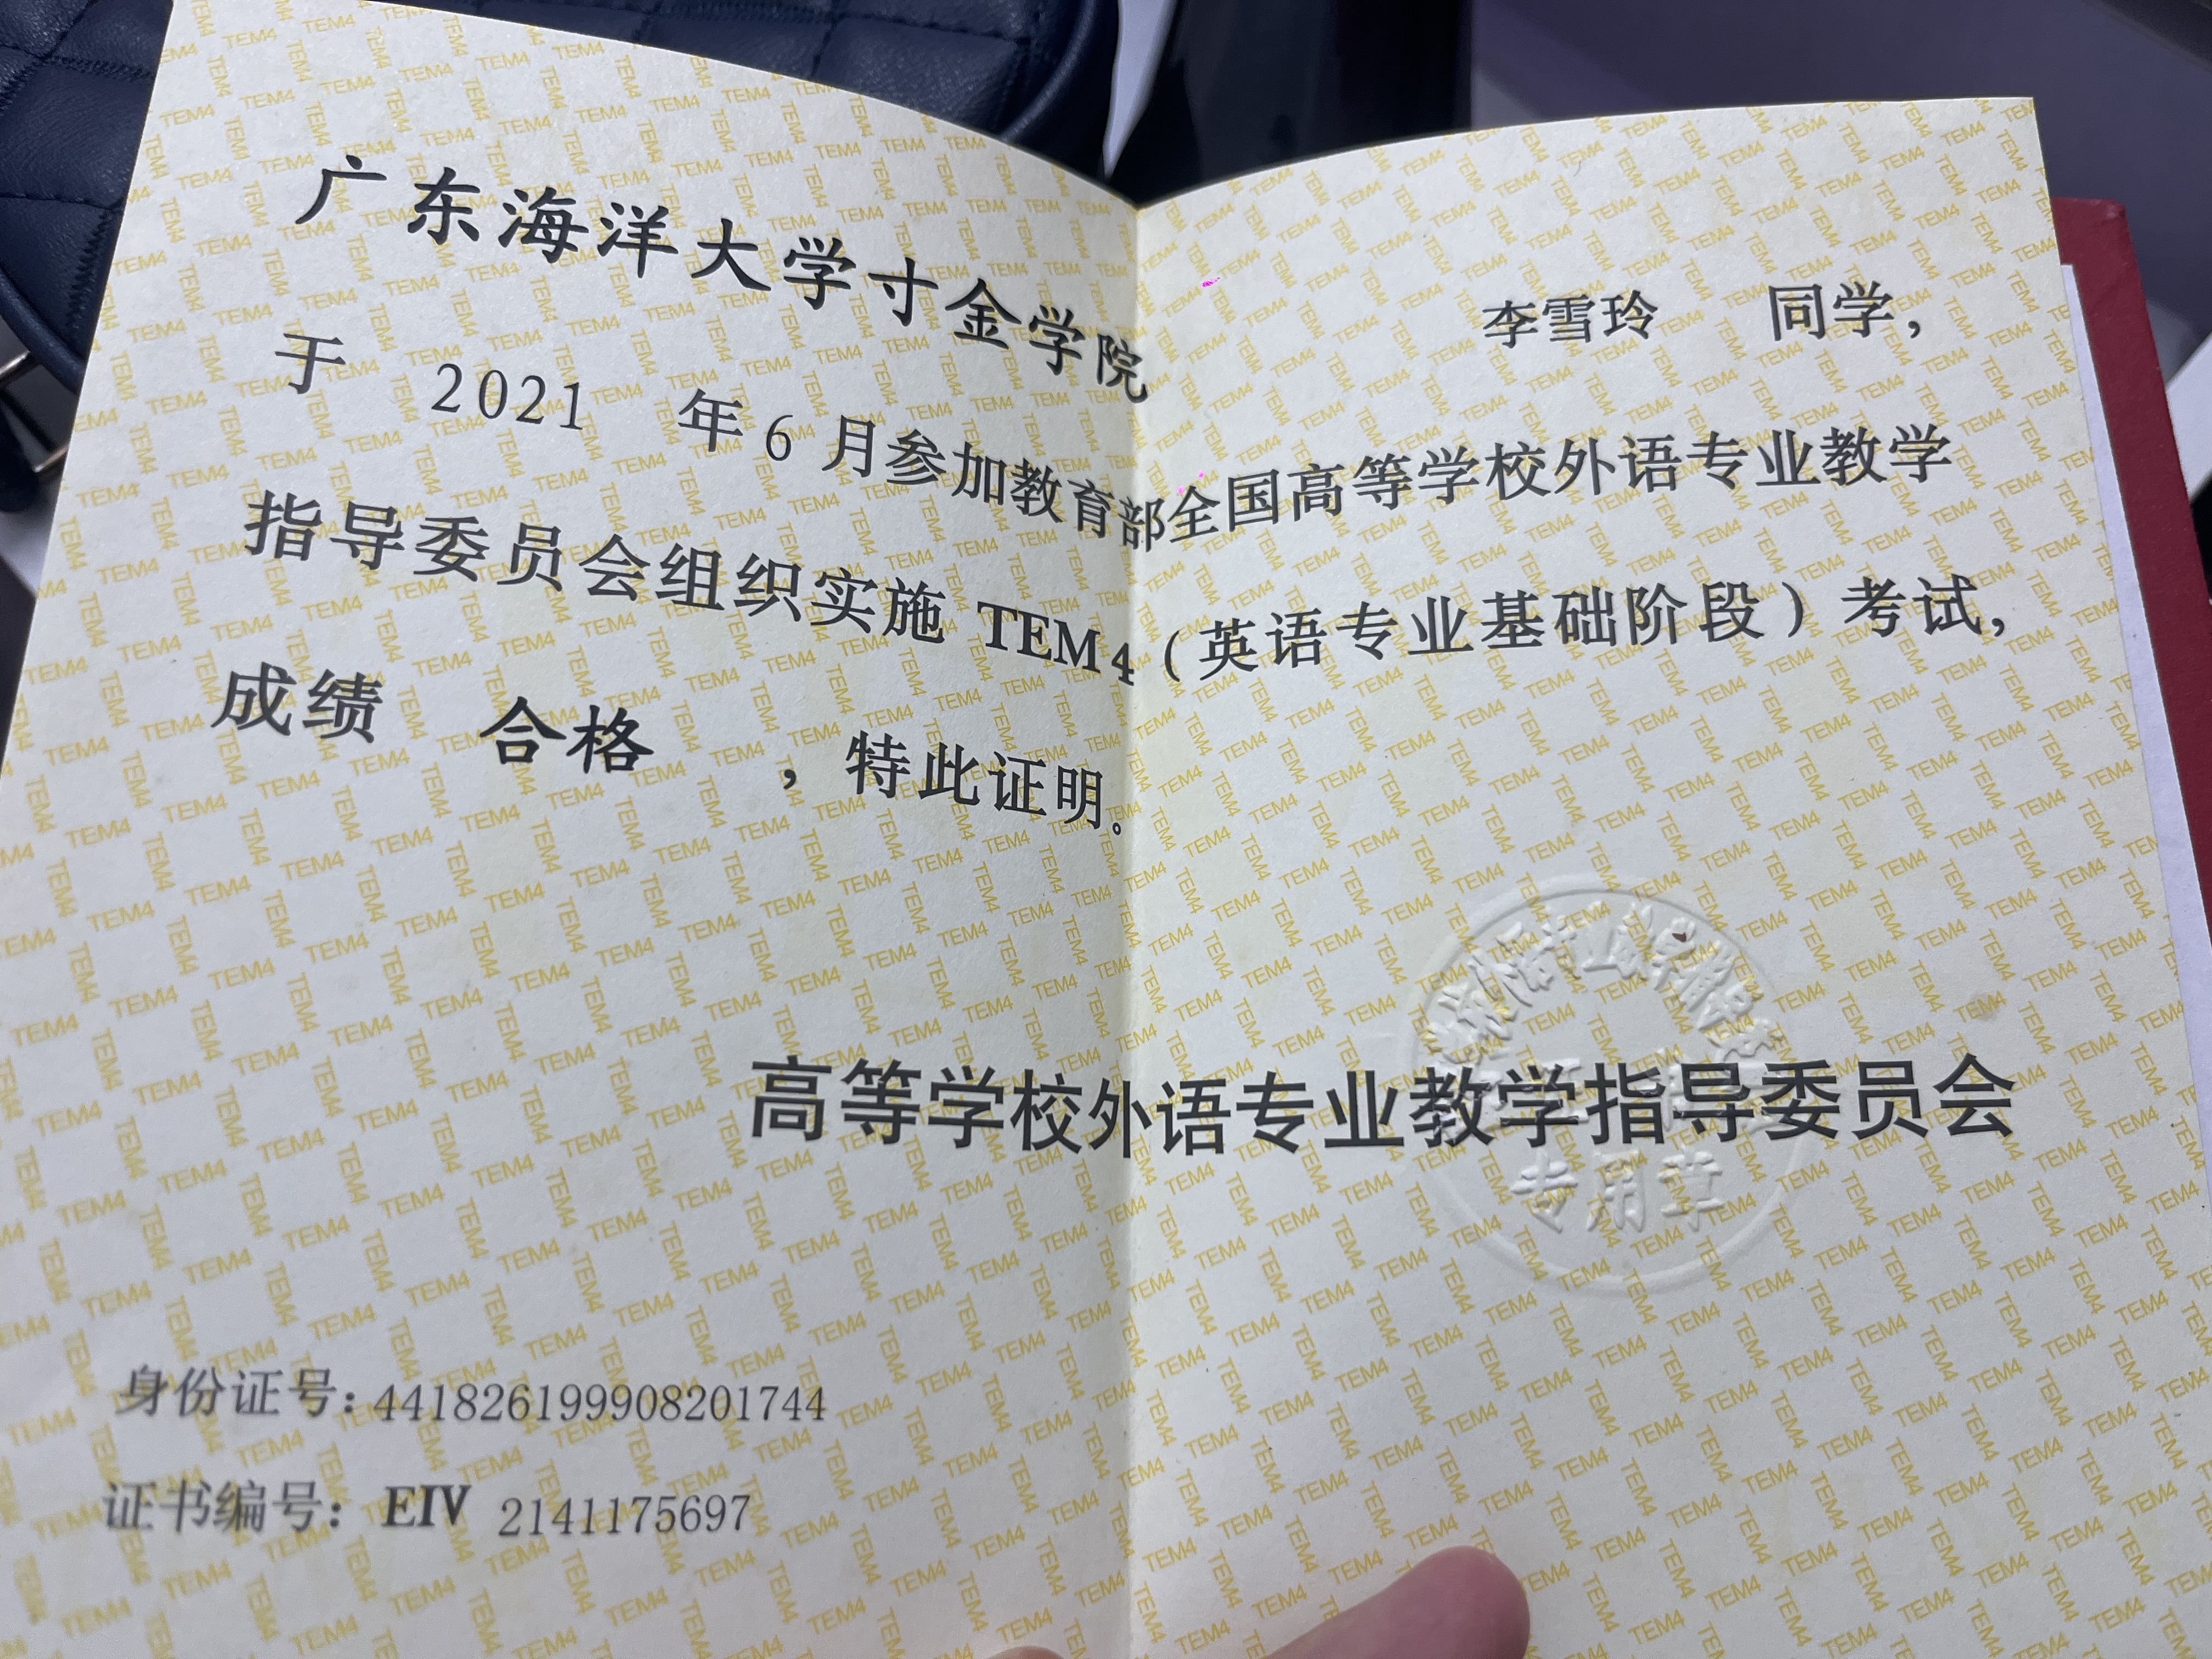 广东海洋大学寸金学院 李雪玲 同学，
于 2021 年 6 月参加教育部全国高等学校外语专业教学
指导委员会组织实施 TEM4（英语专业基础阶段）考试，
成绩 合格 ，特此证明。
高等学校外语专业教学指导委员会
专用章
身份证号：441826199908201744
证书编号：EIV 2141175697